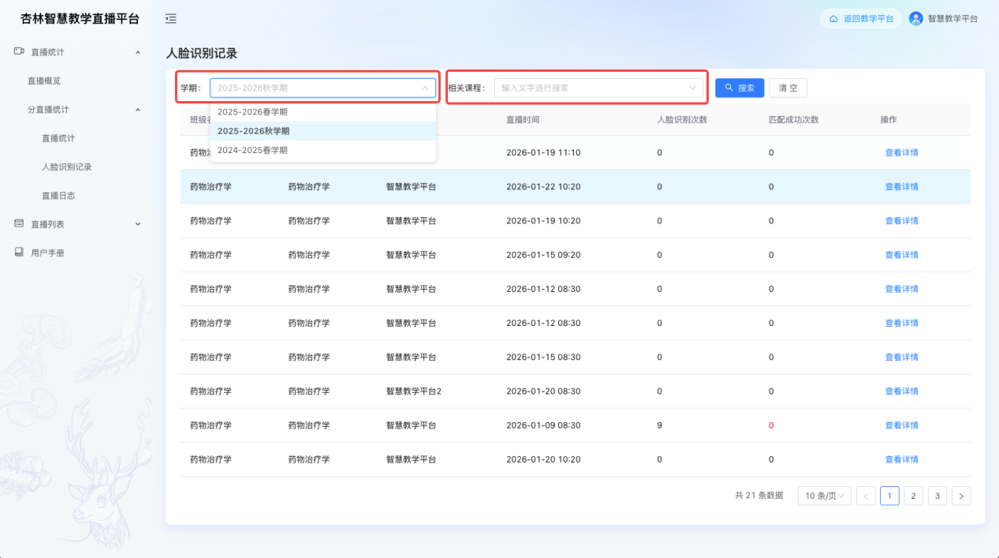 杏林智慧教学直播平台
返回教学平台
智慧教学平台
直播统计
直播概览
分直播统计
直播统计
人脸识别记录
直播日志
直播列表
用户手册
人脸识别记录
学期： 2025-2026秋学期 相关课程： 输入文字进行搜索 搜索 清 空
2025-2026春学期
2025-2026秋学期
2024-2025春学期
班级 直播时间 人脸识别次数 匹配成功次数 操作
药物 2026-01-19 11:10 0 0 查看详情
药物治疗学 药物治疗学 智慧教学平台 2026-01-22 10:20 0 0 查看详情
药物治疗学 药物治疗学 智慧教学平台 2026-01-19 10:20 0 0 查看详情
药物治疗学 药物治疗学 智慧教学平台 2026-01-15 09:20 0 0 查看详情
药物治疗学 药物治疗学 智慧教学平台 2026-01-12 08:30 0 0 查看详情
药物治疗学 药物治疗学 智慧教学平台 2026-01-12 08:30 0 0 查看详情
药物治疗学 药物治疗学 智慧教学平台 2026-01-15 08:30 0 0 查看详情
药物治疗学 药物治疗学 智慧教学平台2 2026-01-20 08:30 0 0 查看详情
药物治疗学 药物治疗学 智慧教学平台 2026-01-09 08:30 9 0 查看详情
药物治疗学 药物治疗学 智慧教学平台 2026-01-20 10:20 0 0 查看详情
共 21 条数据 10 条/页 < 1 2 3 >